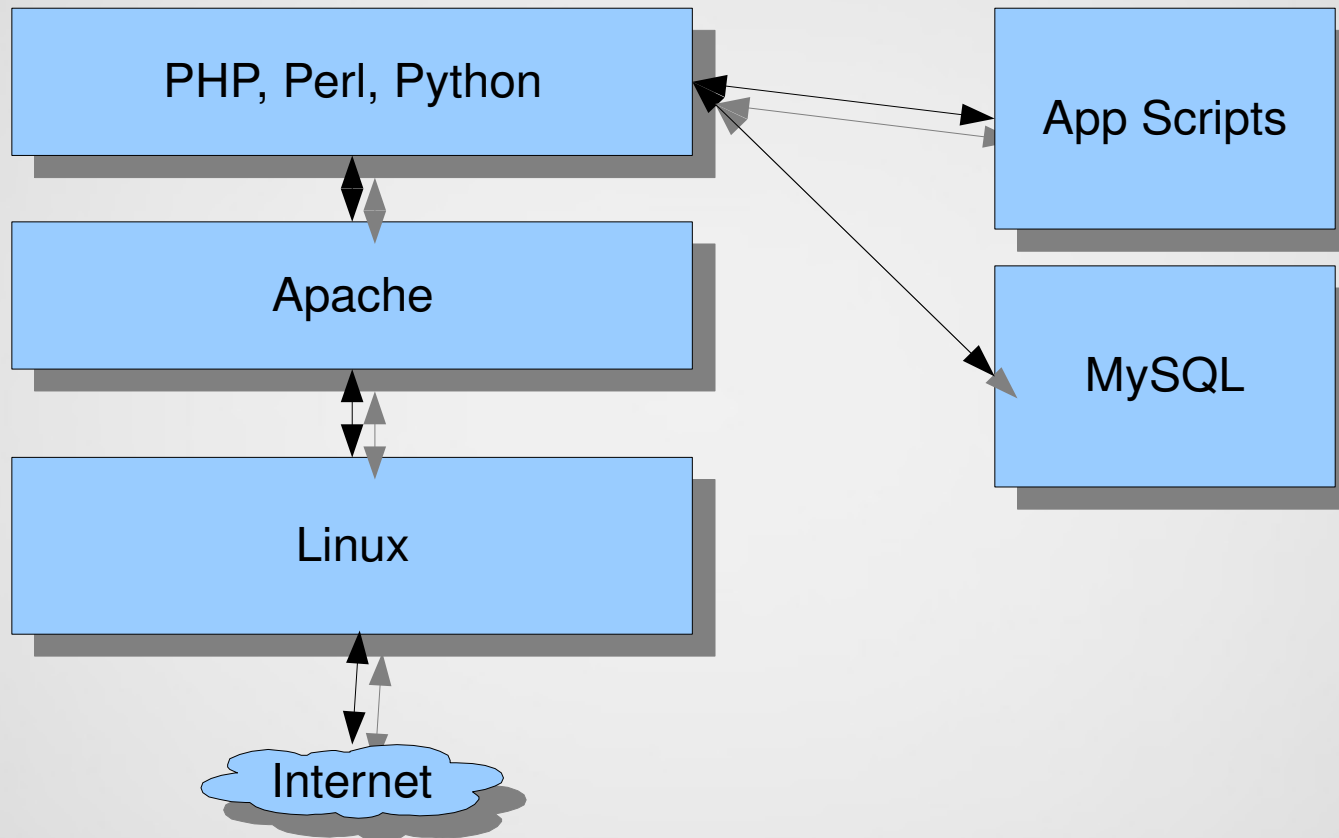 PHP, Perl, Python
App Scripts
Apache
MySQL
Linux
Internet